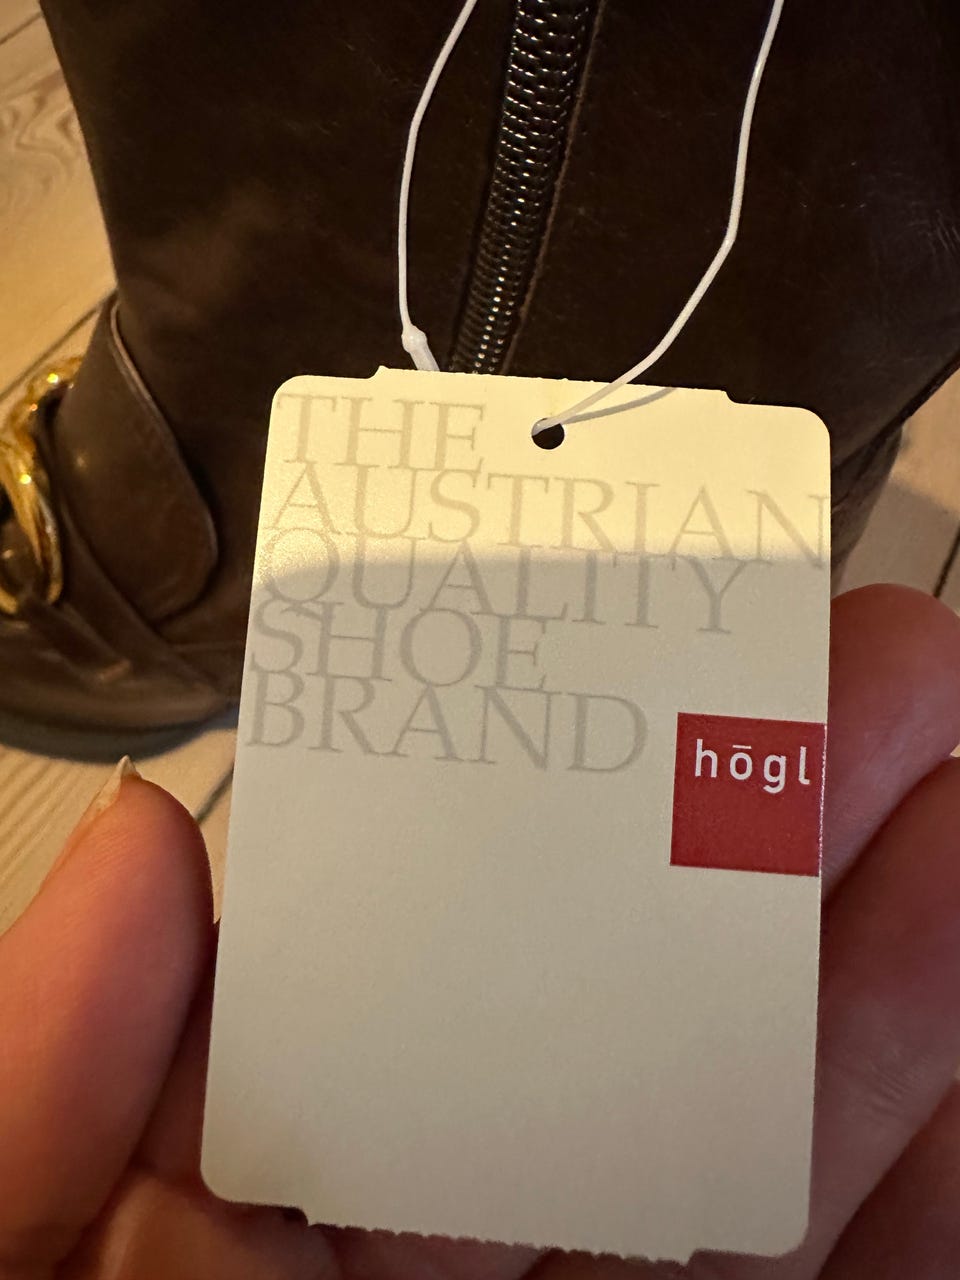 THE
AUSTRIAN
QUALITY
SHOE
BRAND
hōgl